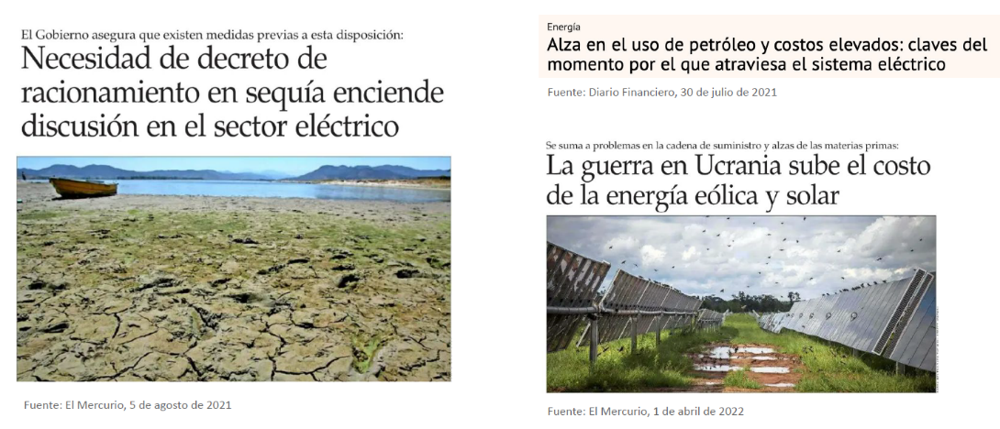 El Gobierno asegura que existen medidas previas a esta disposición:
Necesidad de decreto de
racionamiento en sequía enciende
discusión en el sector eléctrico
Fuente: El Mercurio, 5 de agosto de 2021
Energía
Alza en el uso de petróleo y costos elevados: claves del
momento por el que atraviesa el sistema eléctrico
Fuente: Diario Financiero, 30 de julio de 2021
Se suma a problemas en la cadena de suministro y alzas de las materias primas:
La guerra en Ucrania sube el costo
de la energía eólica y solar
Fuente: El Mercurio, 1 de abril de 2022